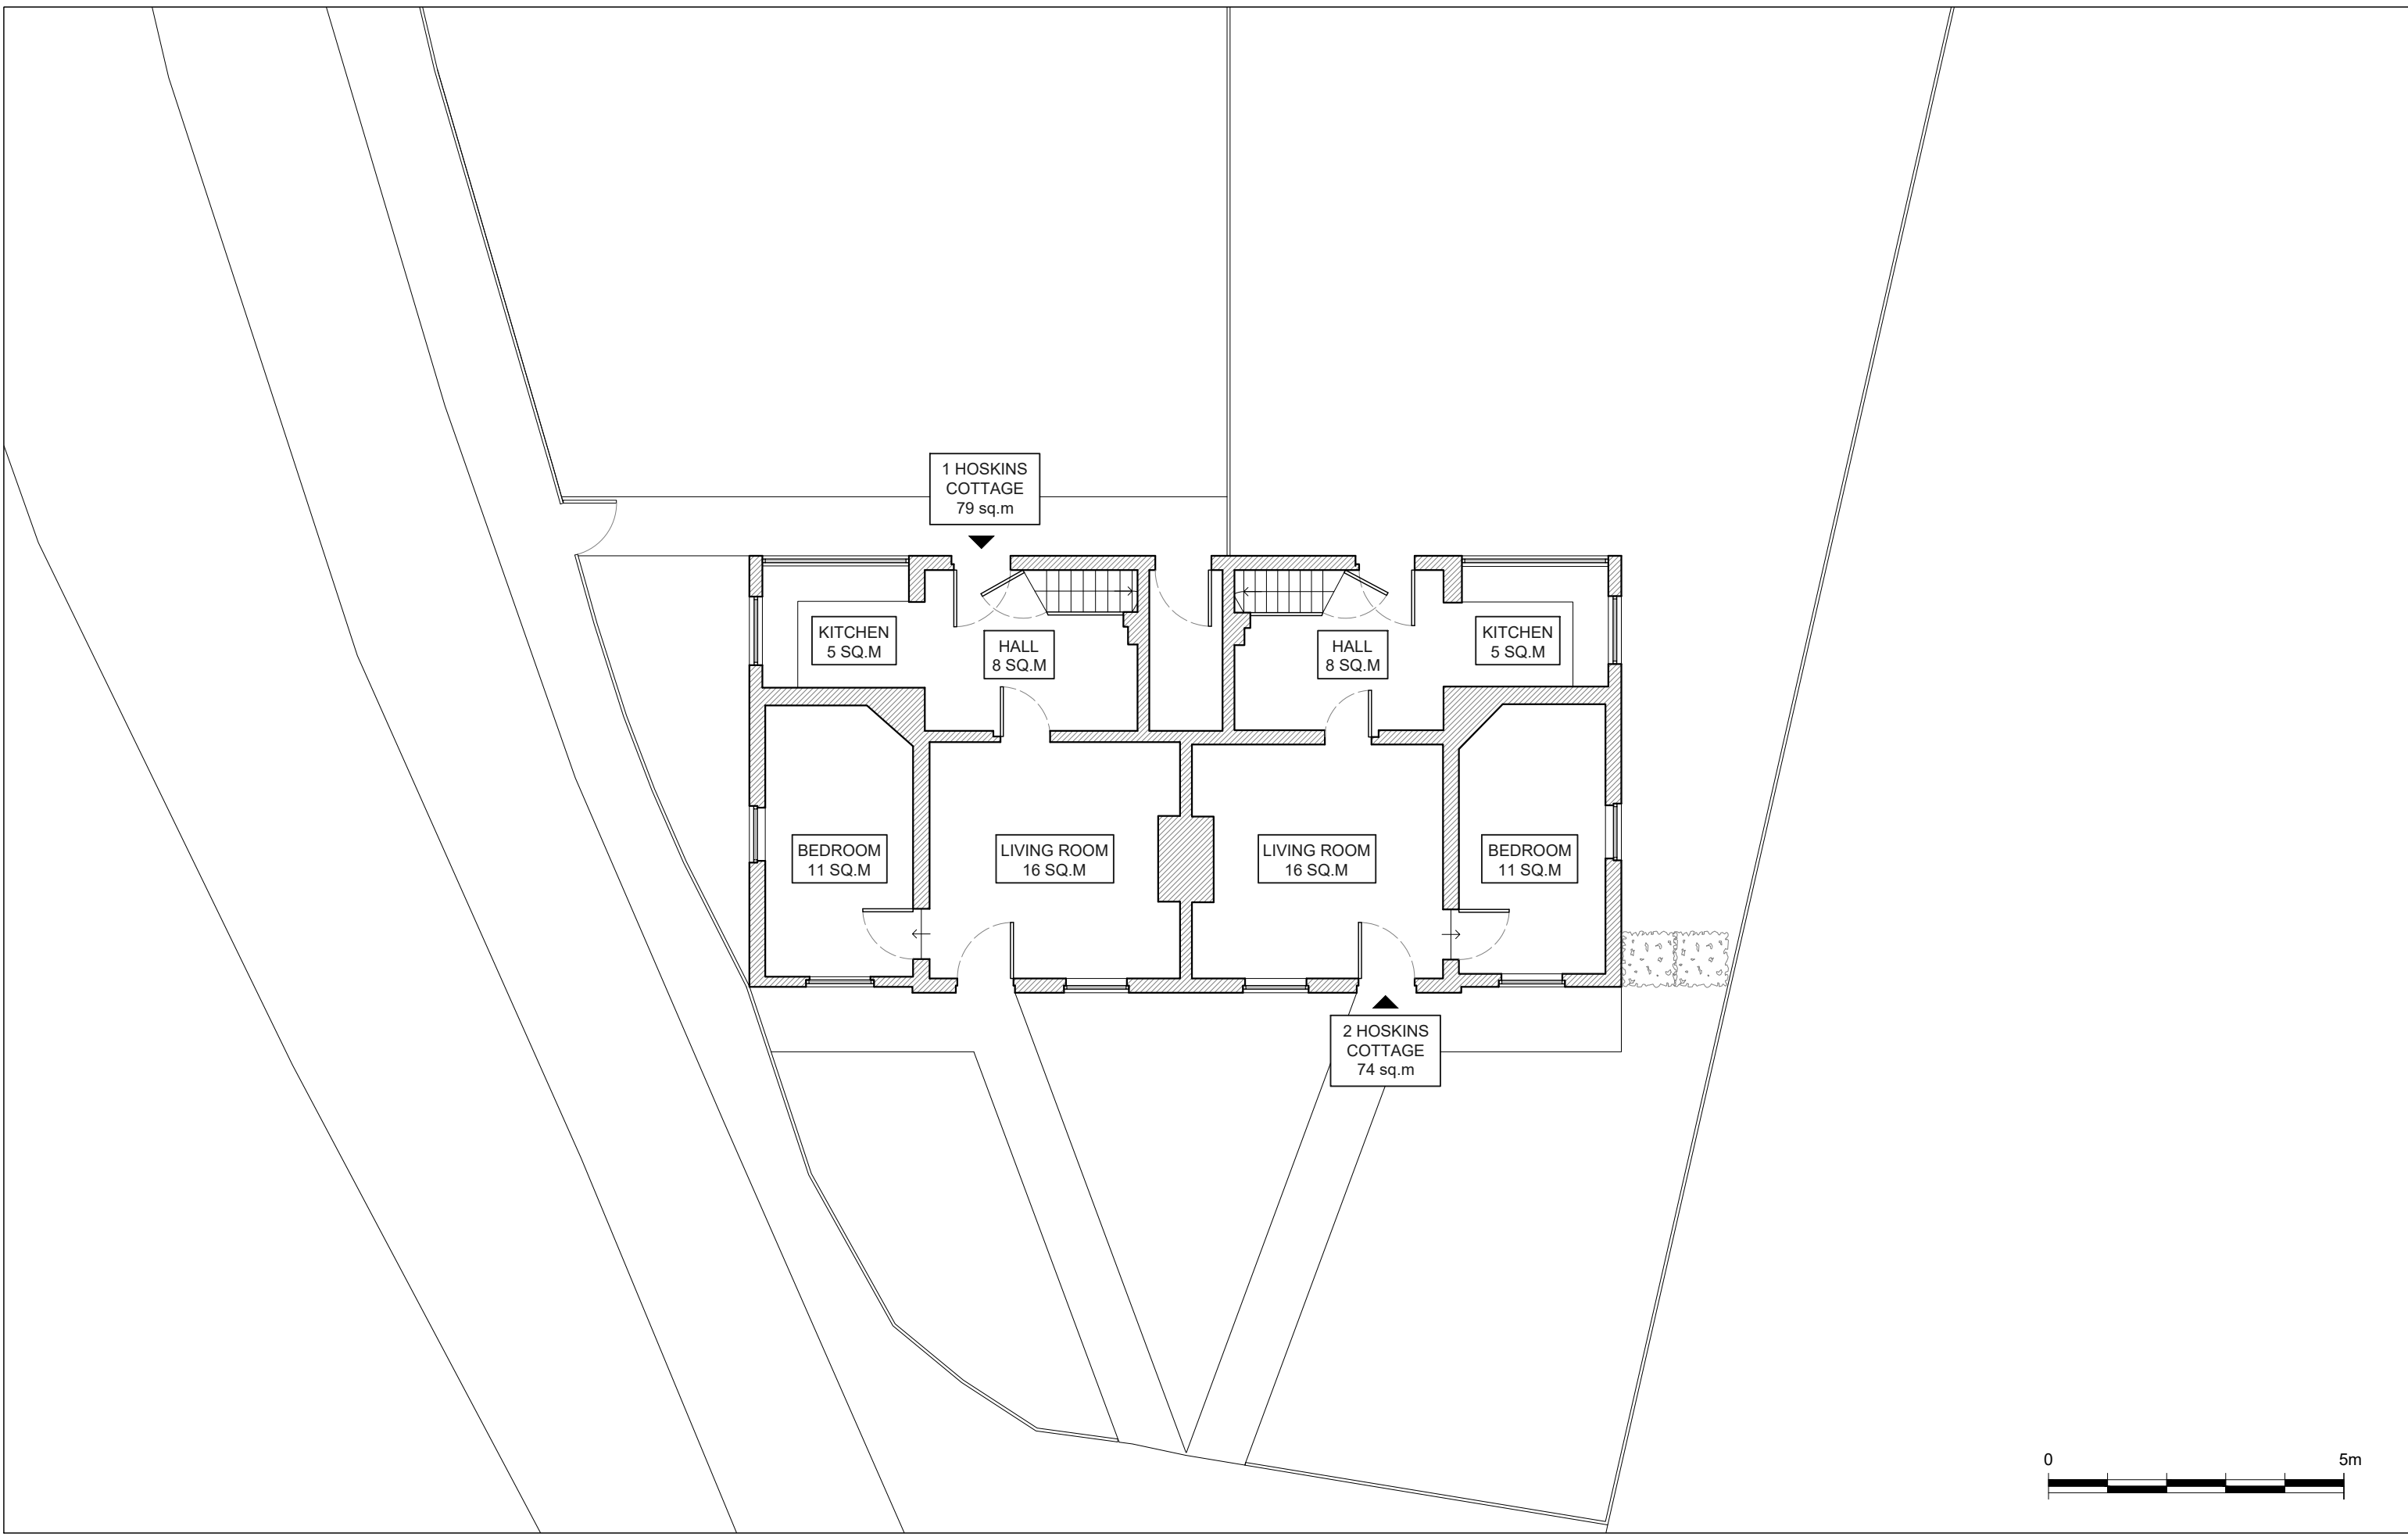 1 HOSKINS
COTTAGE
79 sq.m
KITCHEN
5 SQ.M
HALL
8 SQ.M
HALL
8 SQ.M
KITCHEN
5 SQ.M
BEDROOM
11 SQ.M
LIVING ROOM
16 SQ.M
LIVING ROOM
16 SQ.M
BEDROOM
11 SQ.M
2 HOSKINS
COTTAGE
74 sq.m
0 5m